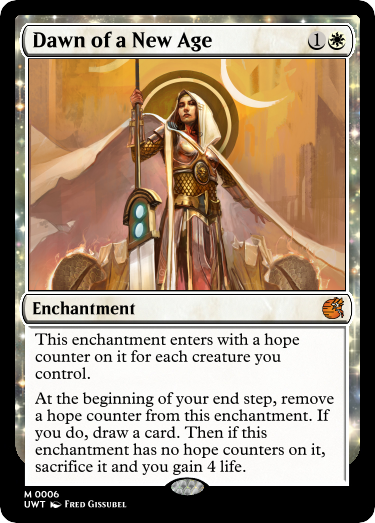 Dawn of a New Age 1
Enchantment
This enchantment enters with a hope
counter on it for each creature you
control.
At the beginning of your end step, remove
a hope counter from this enchantment. If
you do, draw a card. Then if this
enchantment has no hope counters on it,
sacrifice it and you gain 4 life.
M 0006
UWT Fred Gissubel